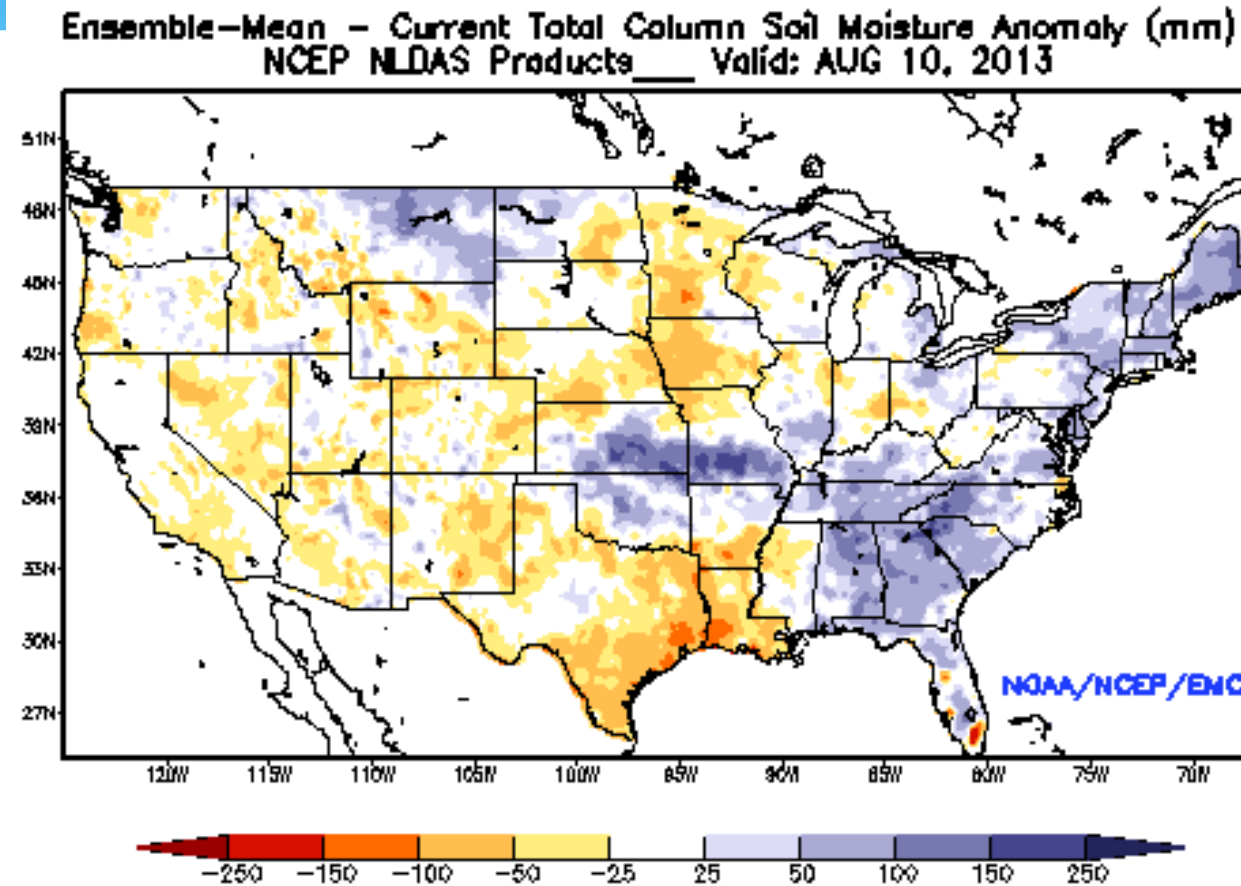 Ensemble-Mean - Current Total Column Soil Moisture Anomaly (mm)
NCEP NLDAS Products___ Valid: AUG 10, 2013
51N
48N
45N
42N
39N
36N
33N
30N
27N
NOAA/NCEP/EMC
120W 115W 110W 105W 100W 95W 90W 85W 80W 75W 70W
-250 -150 -100 -50 -25 25 50 100 150 250